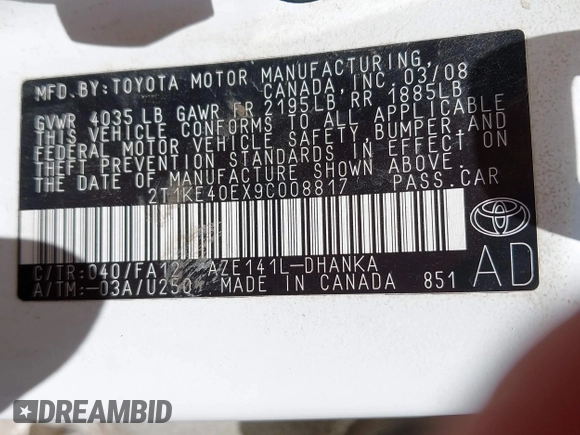 MFD. BY: TOYOTA MOTOR MANUFACTURING,
CANADA, INC 03/08
GVWR 4035 LB GAWR FR 2195LB, RR 1885LB
THIS VEHICLE CONFORMS TO ALL APPLICABLE
FEDERAL MOTOR VEHICLE SAFETY, BUMPER, AND
THEFT PREVENTION STANDARDS IN EFFECT ON
THE DATE OF MANUFACTURE SHOWN ABOVE.
2T1KE40EX9C008817 PASS. CAR
C/TR: 040/FA12 AZE141L-DHANKA
A/TM: -03A/U250 MADE IN CANADA 851
AD
DREAMBID